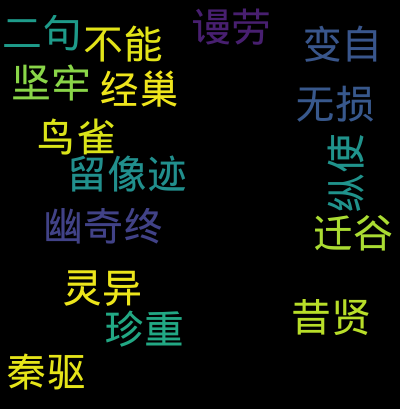 二句
不能
谩劳
变自
坚牢
经巢
无损
鸟雀
纵使
留像迹
幽奇终
迁谷
灵异
珍重
昔贤
秦驱